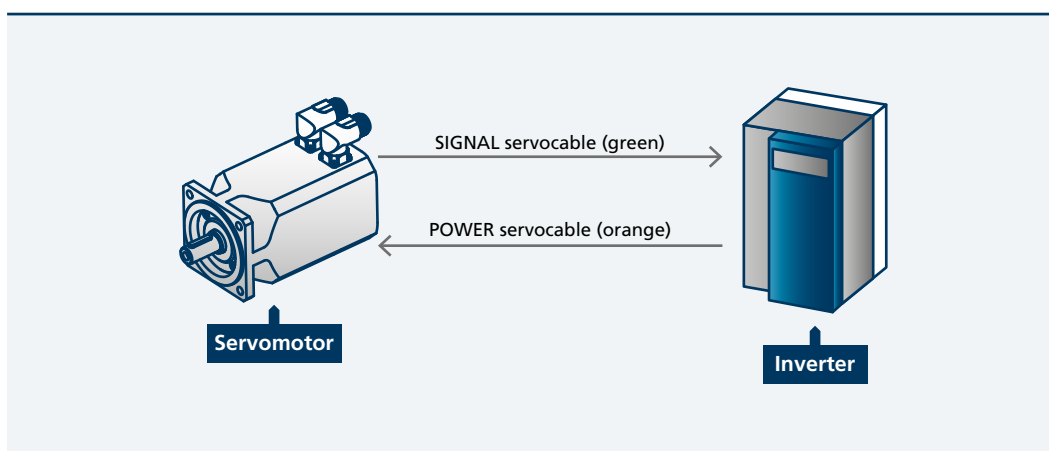 SIGNAL servocable (green)
POWER servocable (orange)
Servomotor
Inverter